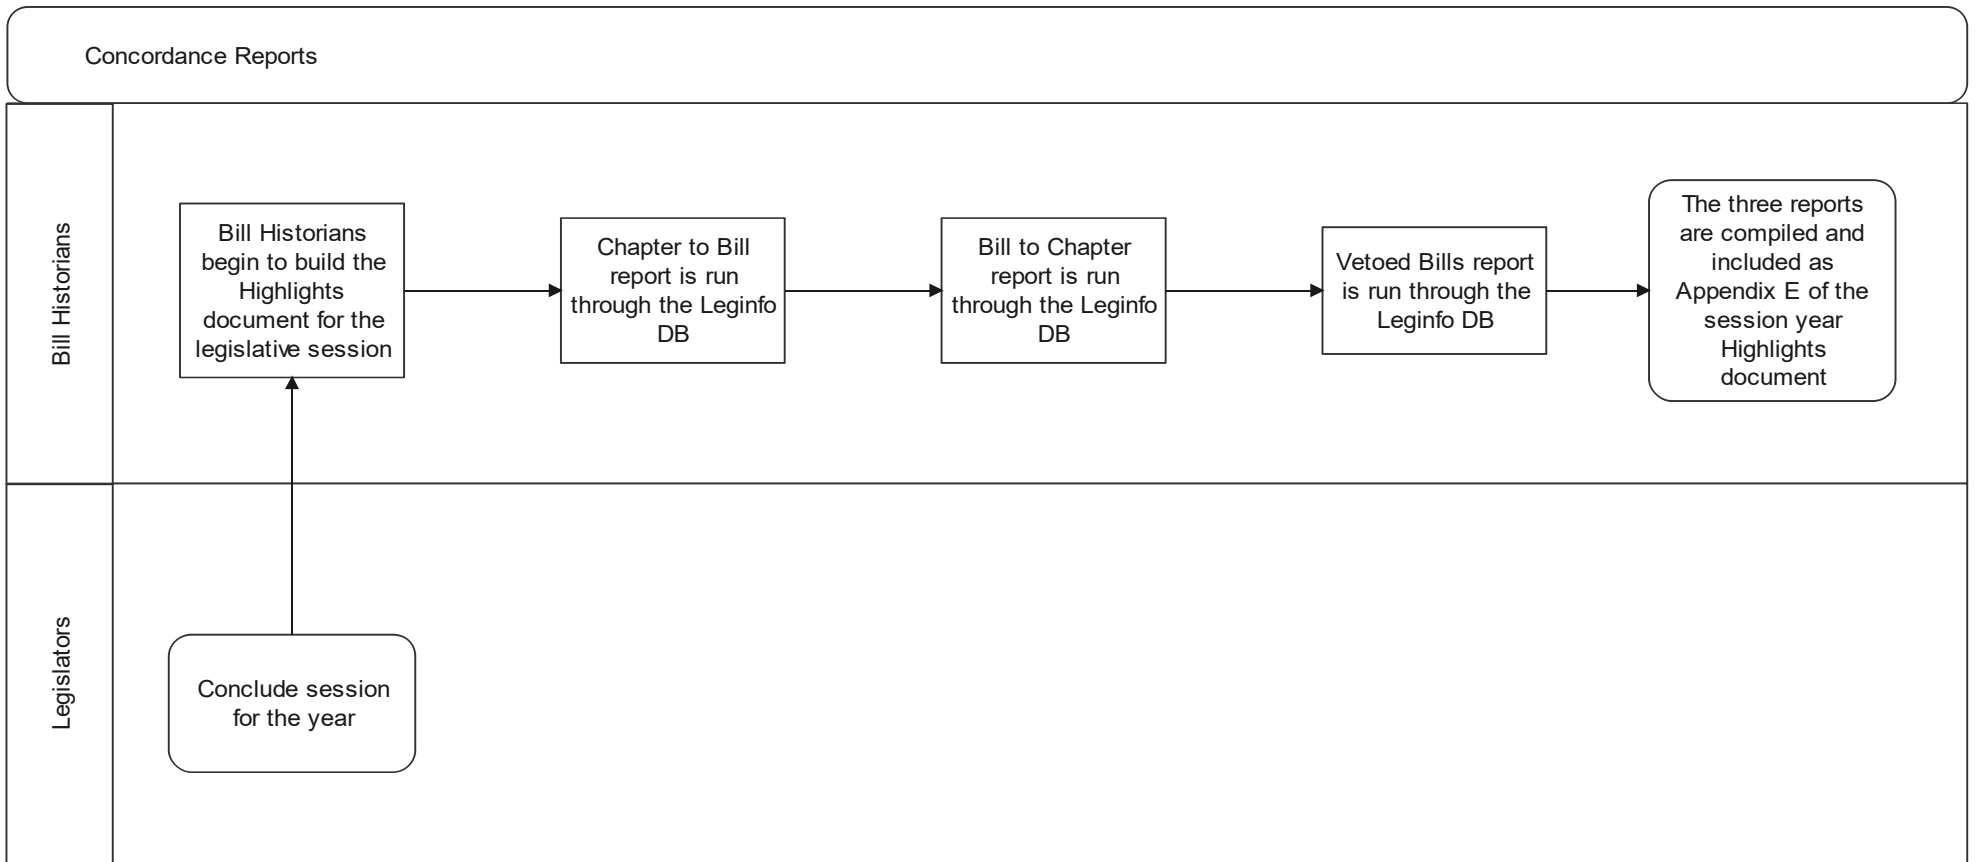 Concordance Reports
Bill Historians
Bill Historians
begin to build the
Highlights
document for the
legislative session
Chapter to Bill
report is run
through the Leginfo
DB
Bill to Chapter
report is run
through the Leginfo
DB
Vetoed Bills report
is run through the
Leginfo DB
The three reports
are compiled and
included as
Appendix E of the
session year
Highlights
document
Legislators
Conclude session
for the year